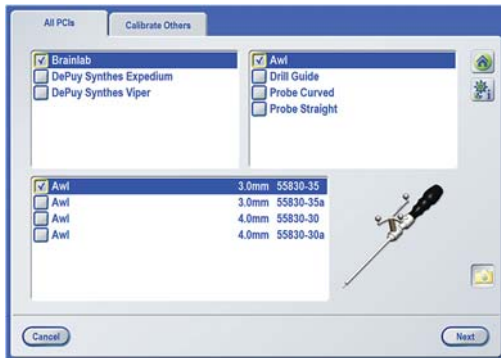 All PCIs
Calibrate Others
Brainlab
DePuy Synthes Expedium
DePuy Synthes Viper
Awl
Drill Guide
Probe Curved
Probe Straight
Awl 3.0mm 55830-35
Awl 3.0mm 55830-35a
Awl 4.0mm 55830-30
Awl 4.0mm 55830-30a
Cancel
Next